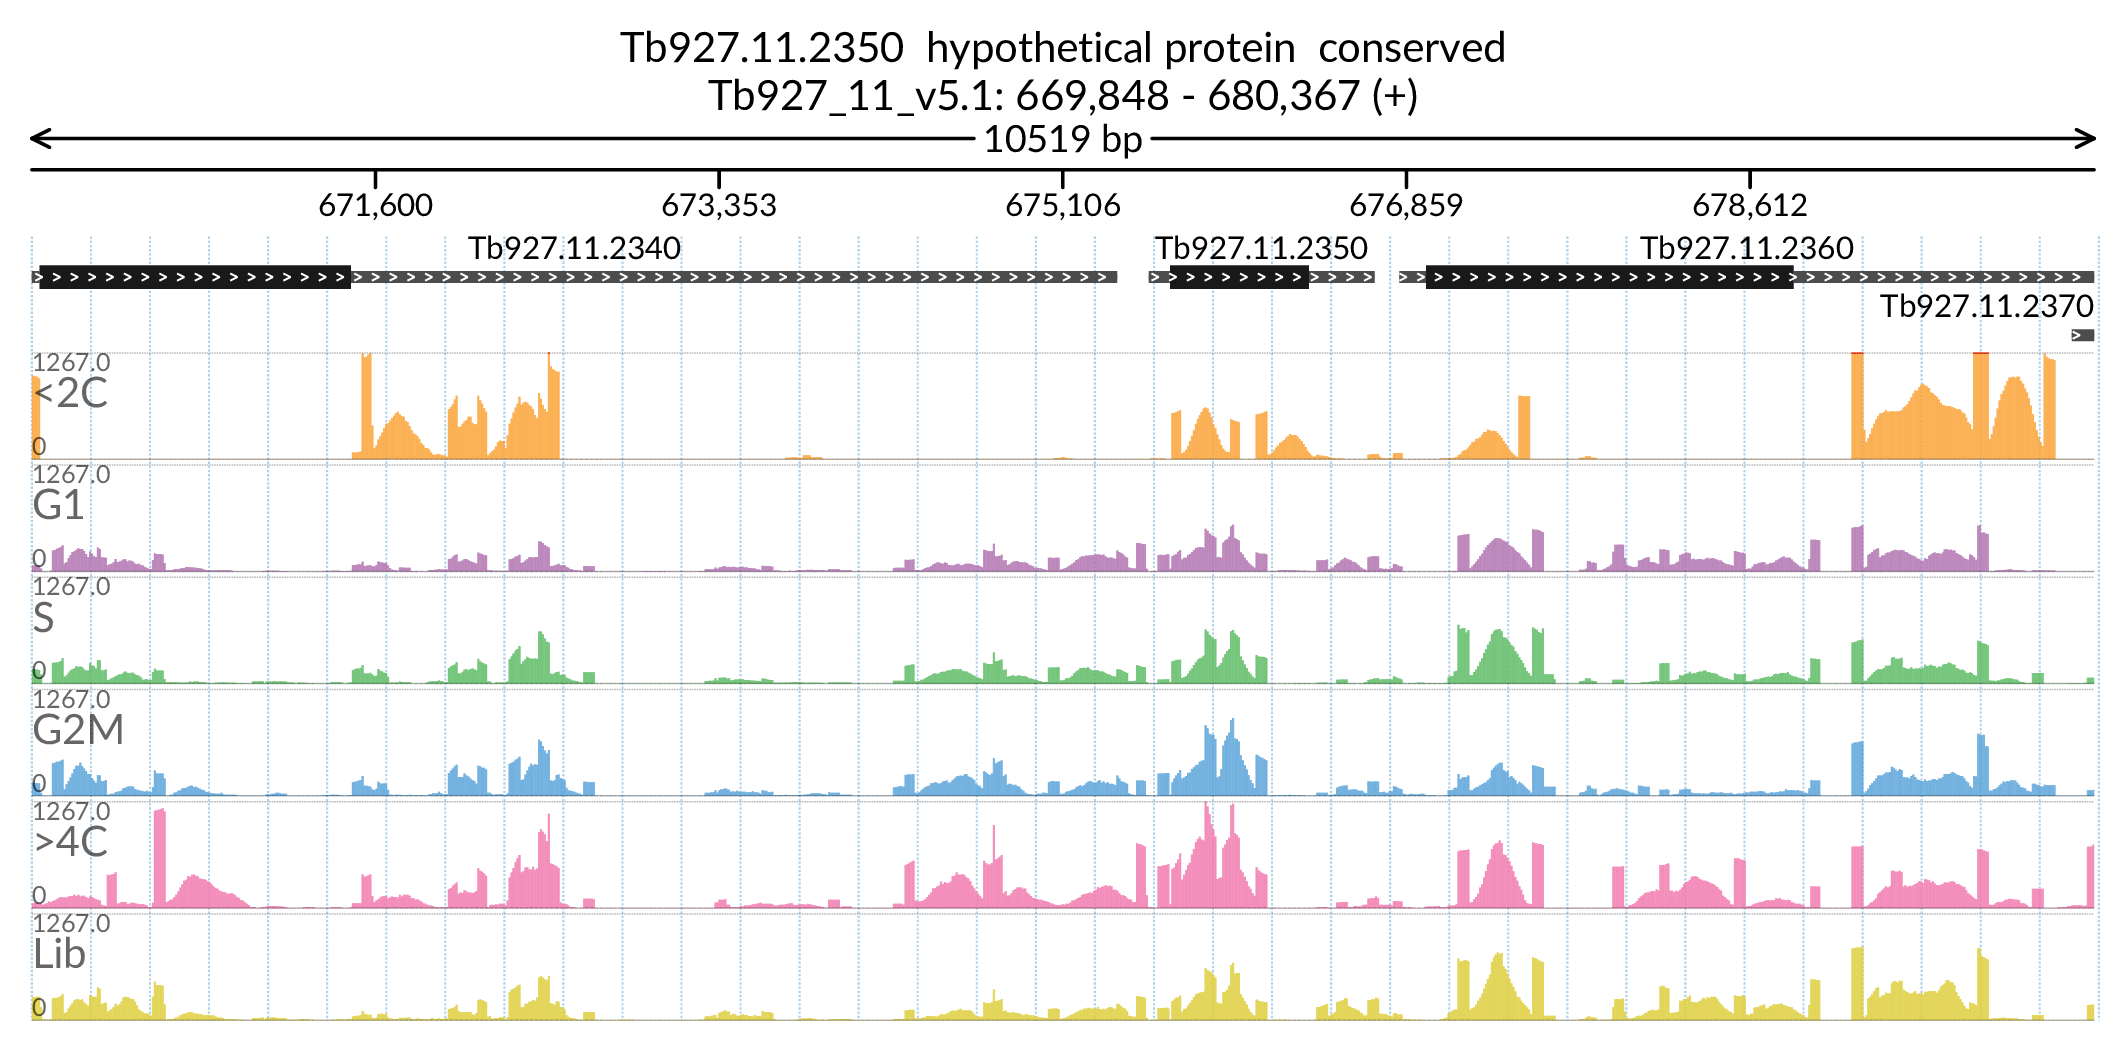 Tb927.11.2350  hypothetical protein  conserved
Tb927_11_v5.1: 669,848 - 680,367 (+)
10519 bp
671,600 673,353 675,106 676,859 678,612
Tb927.11.2340 Tb927.11.2350 Tb927.11.2360
Tb927.11.2370
1267.0
<2C
0
1267.0
G1
0
1267.0
S
0
1267.0
G2M
0
1267.0
>4C
0
1267.0
Lib
0